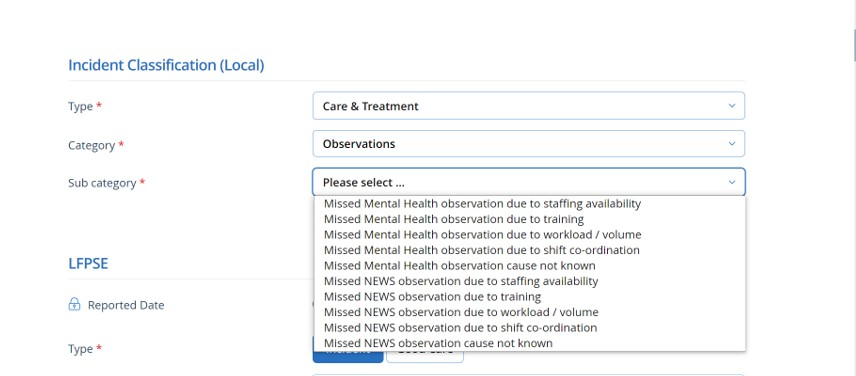 Incident Classification (Local)
Type *
Care & Treatment
Category *
Observations
Sub category *
Please select ...
Missed Mental Health observation due to staffing availability
Missed Mental Health observation due to training
Missed Mental Health observation due to workload / volume
Missed Mental Health observation due to shift co-ordination
Missed Mental Health observation cause not known
Missed NEWS observation due to staffing availability
Missed NEWS observation due to training
Missed NEWS observation due to workload / volume
Missed NEWS observation due to shift co-ordination
Missed NEWS observation cause not known
LFPSE
Reported Date
Type *